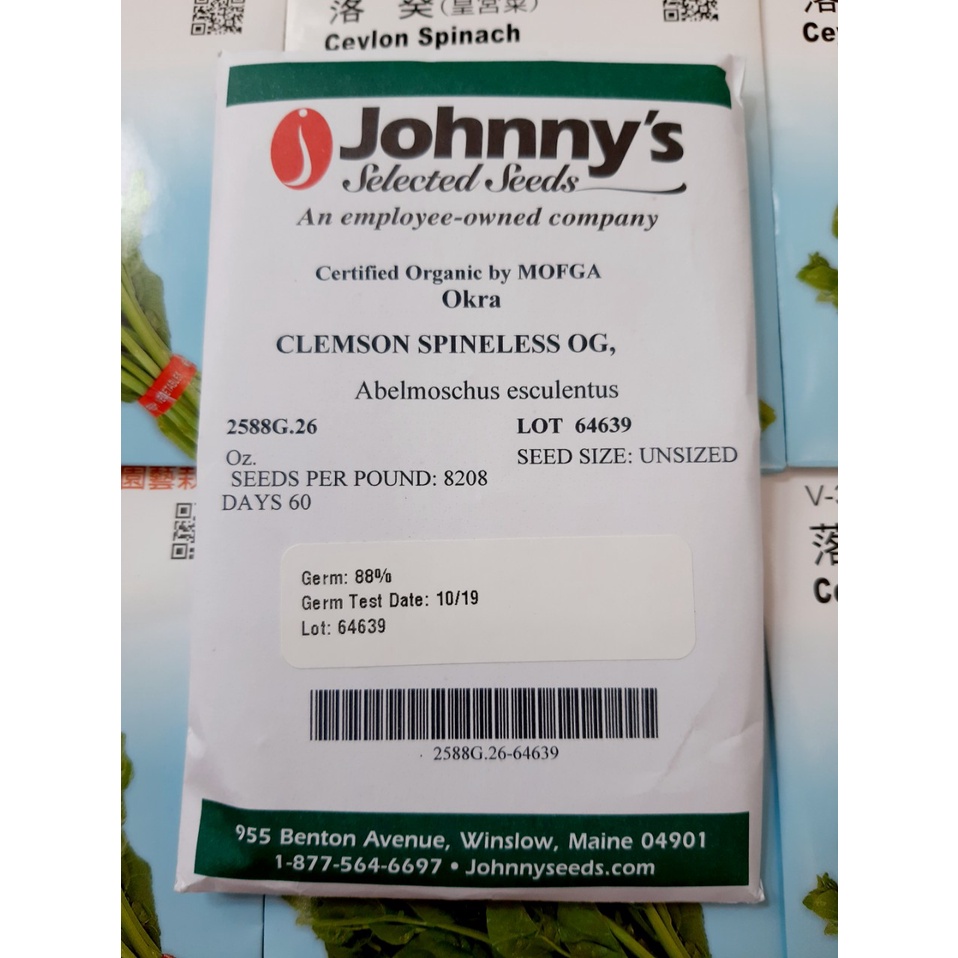 洛 葵(皇宮菜)
Ceylon Spinach
Johnny's
Selected Seeds
An employee-owned company
Certified Organic by MOFGA
Okra
CLEMSON SPINELESS OG,
Abelmoschus esculentus
2588G.26 LOT 64639
Oz. SEED SIZE: UNSIZED
SEEDS PER POUND: 8208
DAYS 60
園藝
V-
落
Germ: 88%
Germ Test Date: 10/19
Lot: 64639
2588G.26-64639
955 Benton Avenue, Winslow, Maine 04901
1-877-564-6697 • Johnnyseeds.com